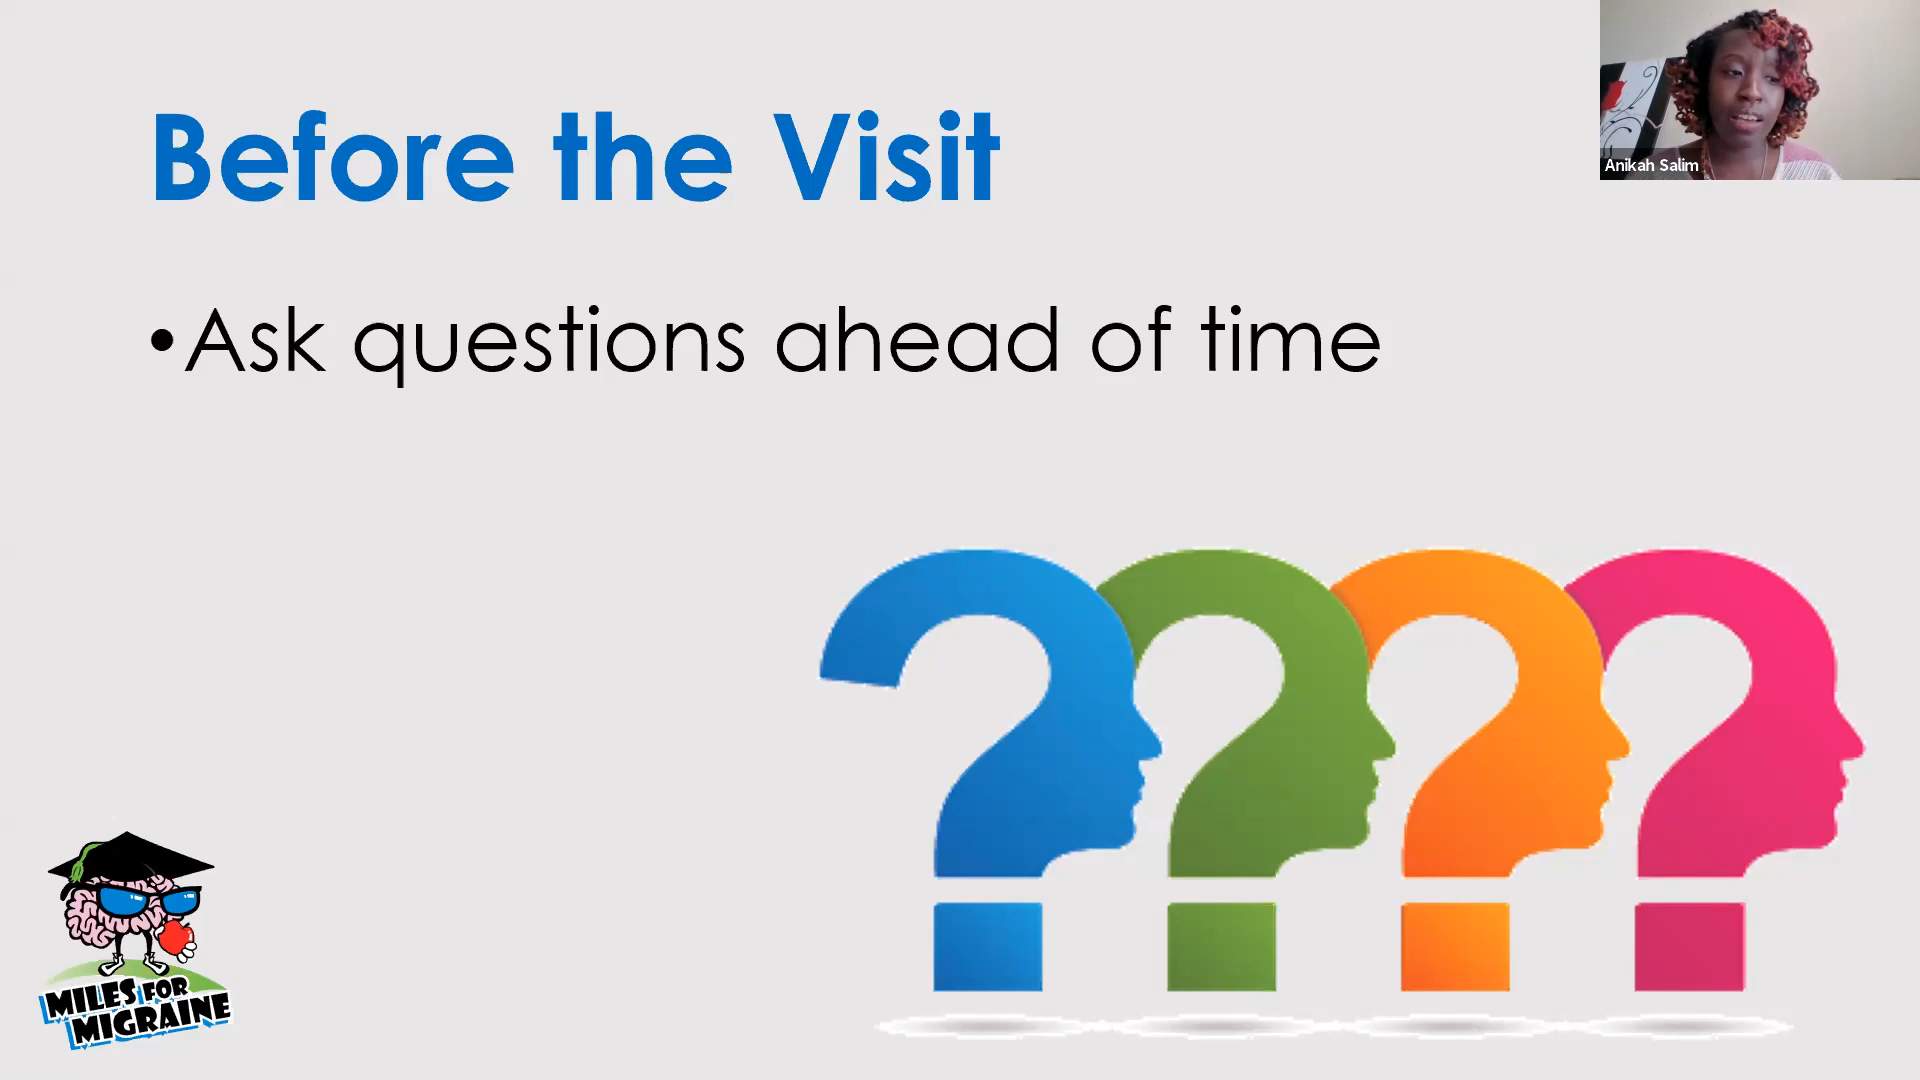 Before the Visit
Anikah Salim
•Ask questions ahead of time
MILES FOR
MIGRAINE